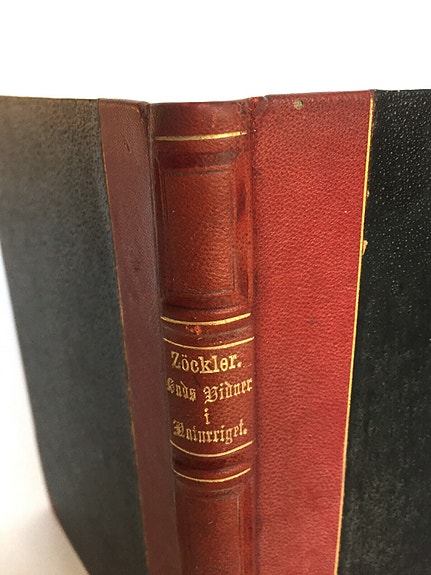 Zöckler.
Guds Vidner
i
Naturriget.